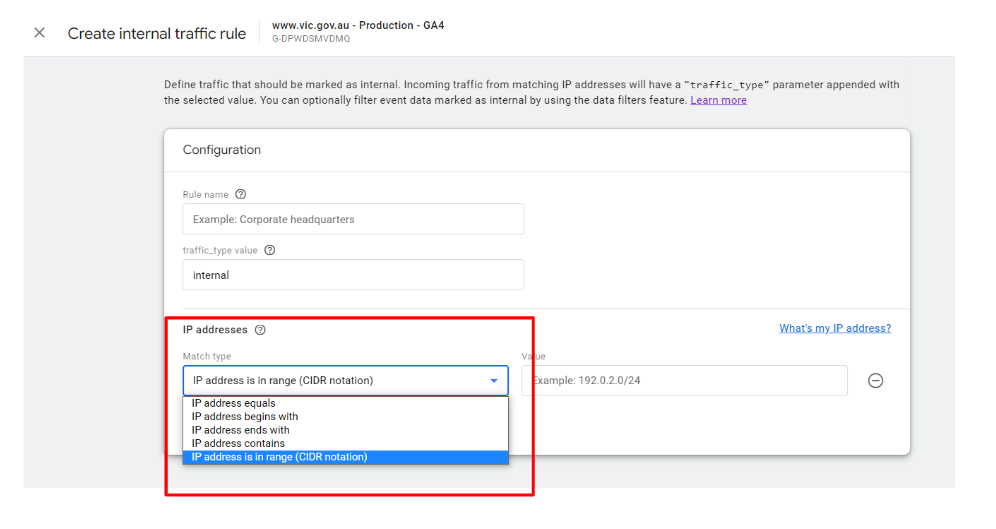 Create internal traffic rule
www.vic.gov.au - Production - GA4
G-DPWDSMVDMQ
Define traffic that should be marked as internal. Incoming traffic from matching IP addresses will have a "traffic_type" parameter appended with
the selected value. You can optionally filter event data marked as internal by using the data filters feature. Learn more
Configuration
Rule name
Example: Corporate headquarters
traffic_type value
internal
IP addresses
What's my IP address?
Match type
Value
IP address is in range (CIDR notation)
Example: 192.0.2.0/24
IP address equals
IP address begins with
IP address ends with
IP address contains
IP address is in range (CIDR notation)